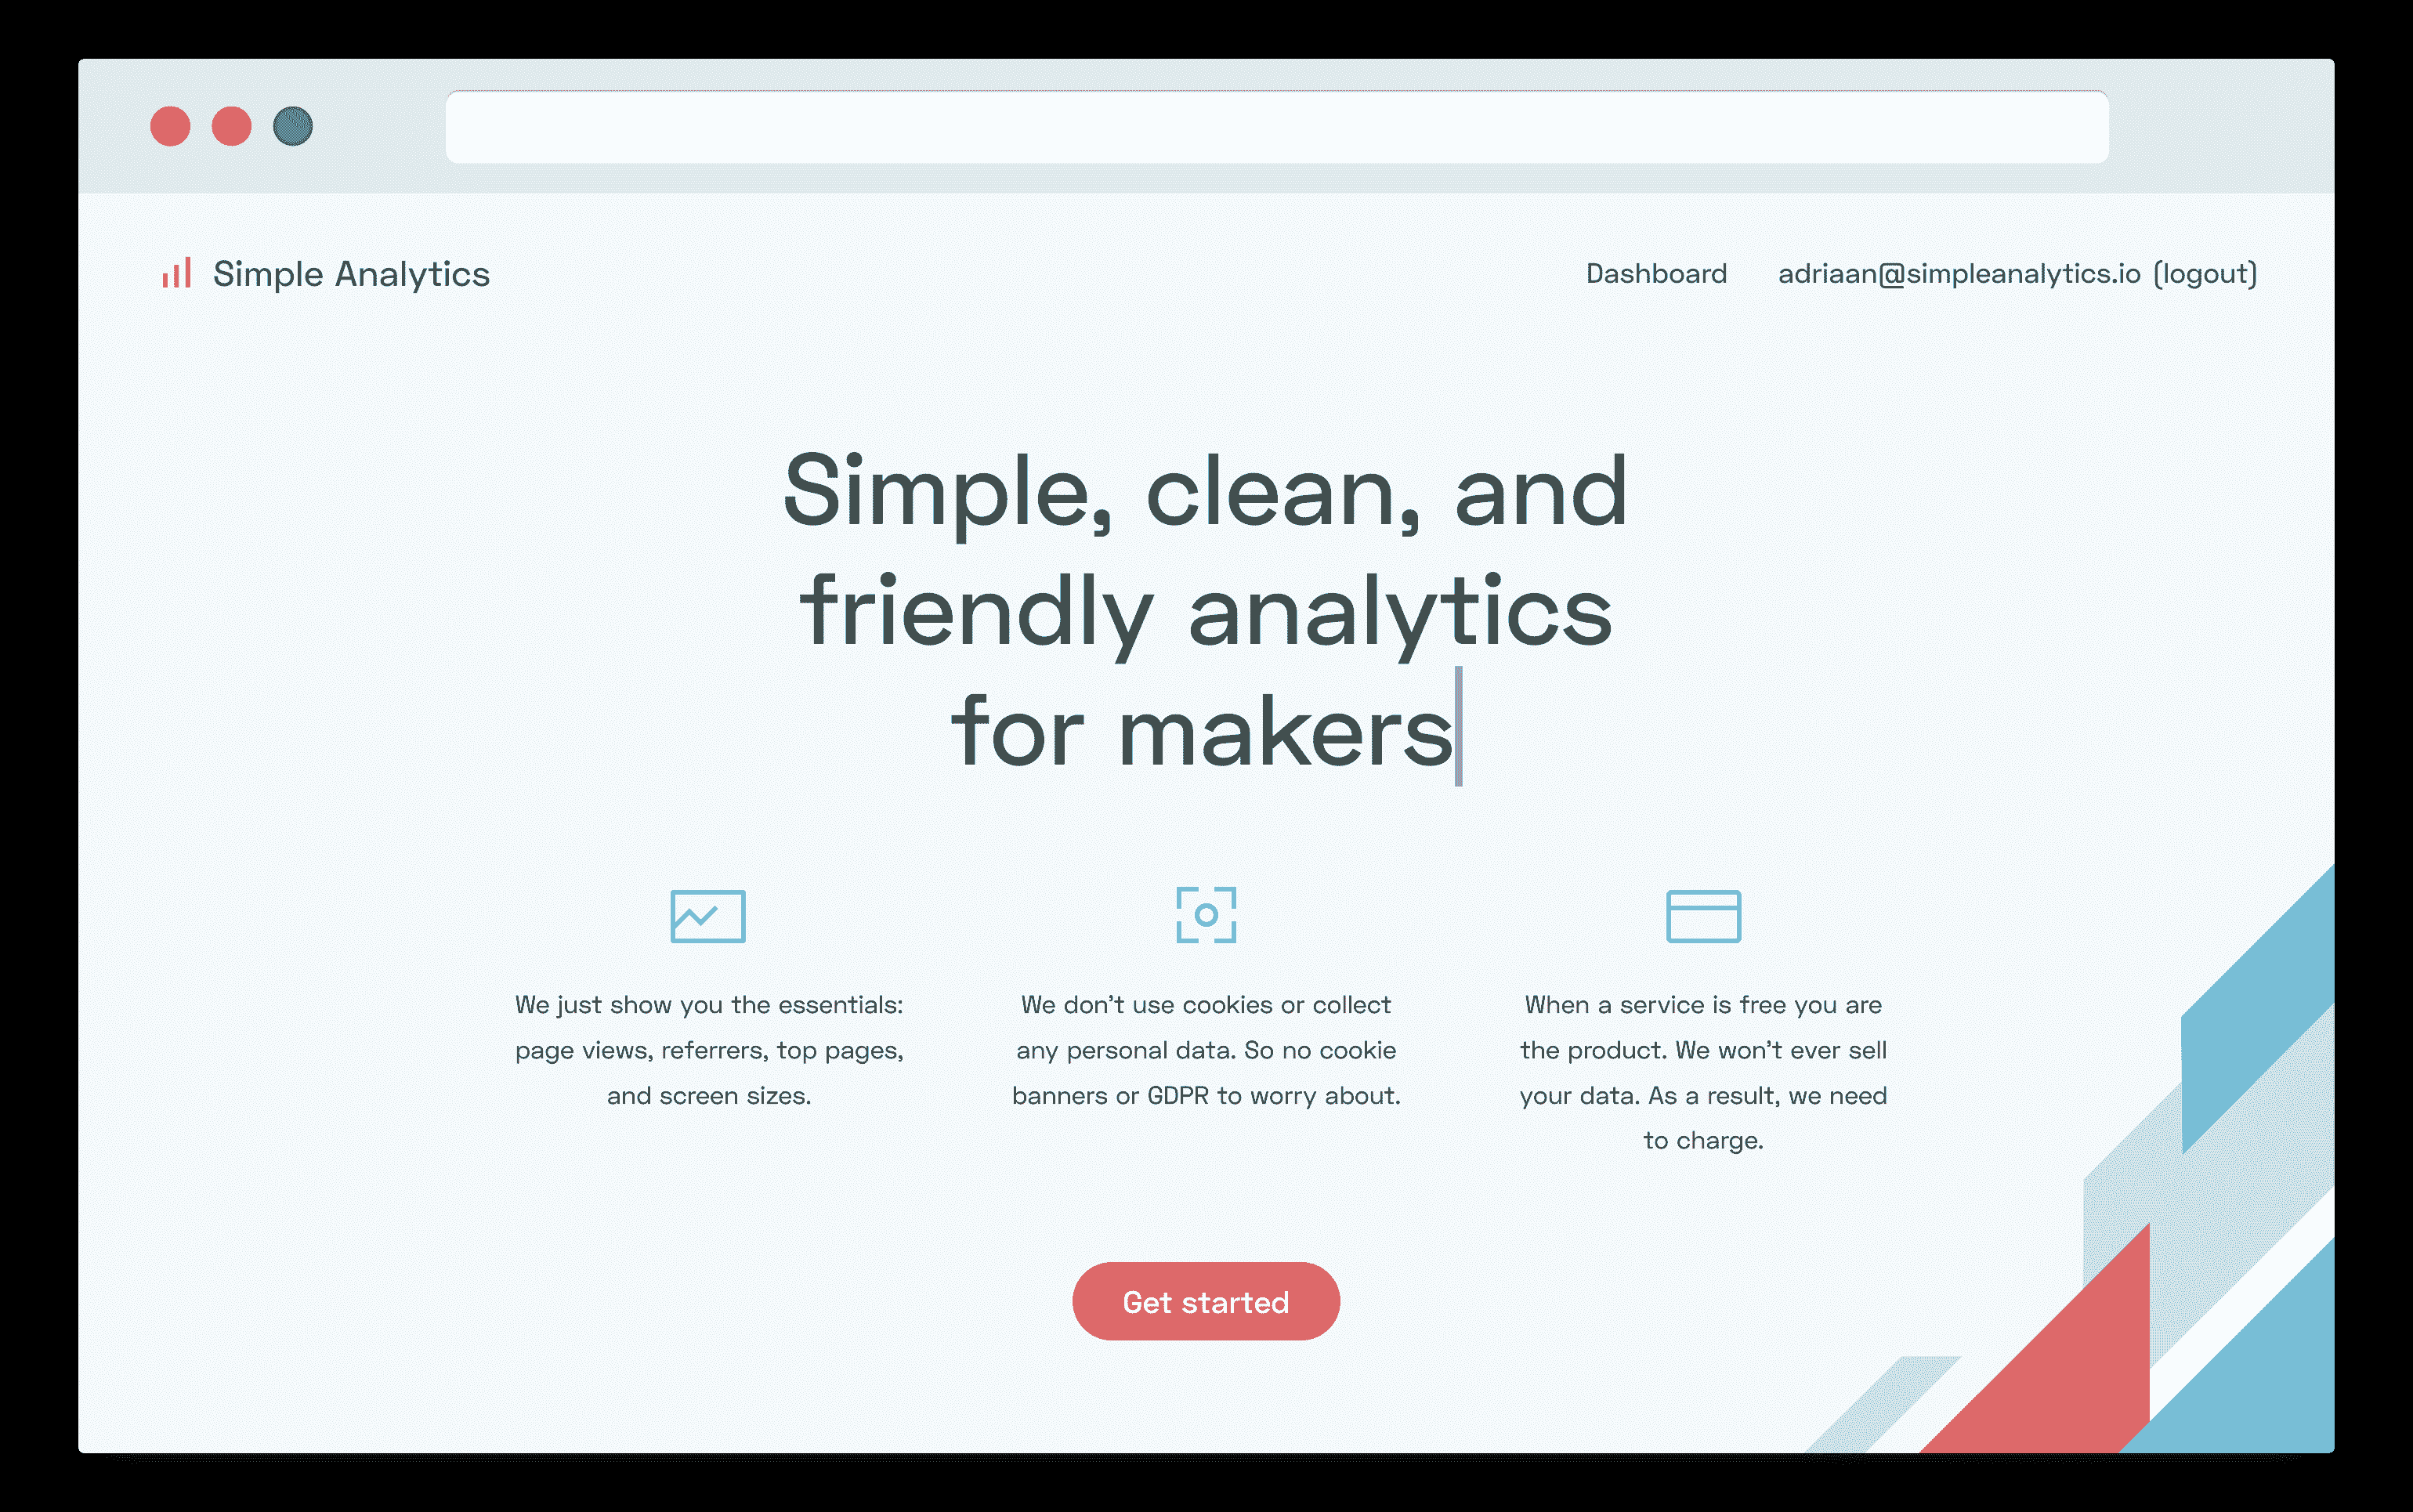 Simple Analytics
Dashboard adriaan@simpleanalytics.io (logout)
Simple, clean, and
friendly analytics
for makers
We just show you the essentials:
page views, referrers, top pages,
and screen sizes.
We don’t use cookies or collect
any personal data. So no cookie
banners or GDPR to worry about.
When a service is free you are
the product. We won’t ever sell
your data. As a result, we need
to charge.
Get started